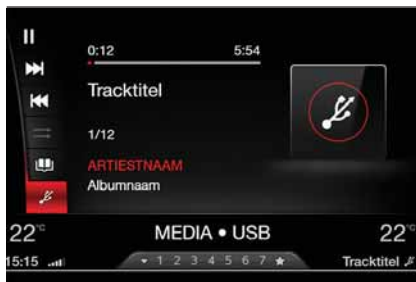 0:12 5:54
Tracktitel
1/12
ARTIESTNAAM
Albumnaam
22°C MEDIA • USB 22°C
15:15 1 2 3 4 5 6 7 Tracktitel